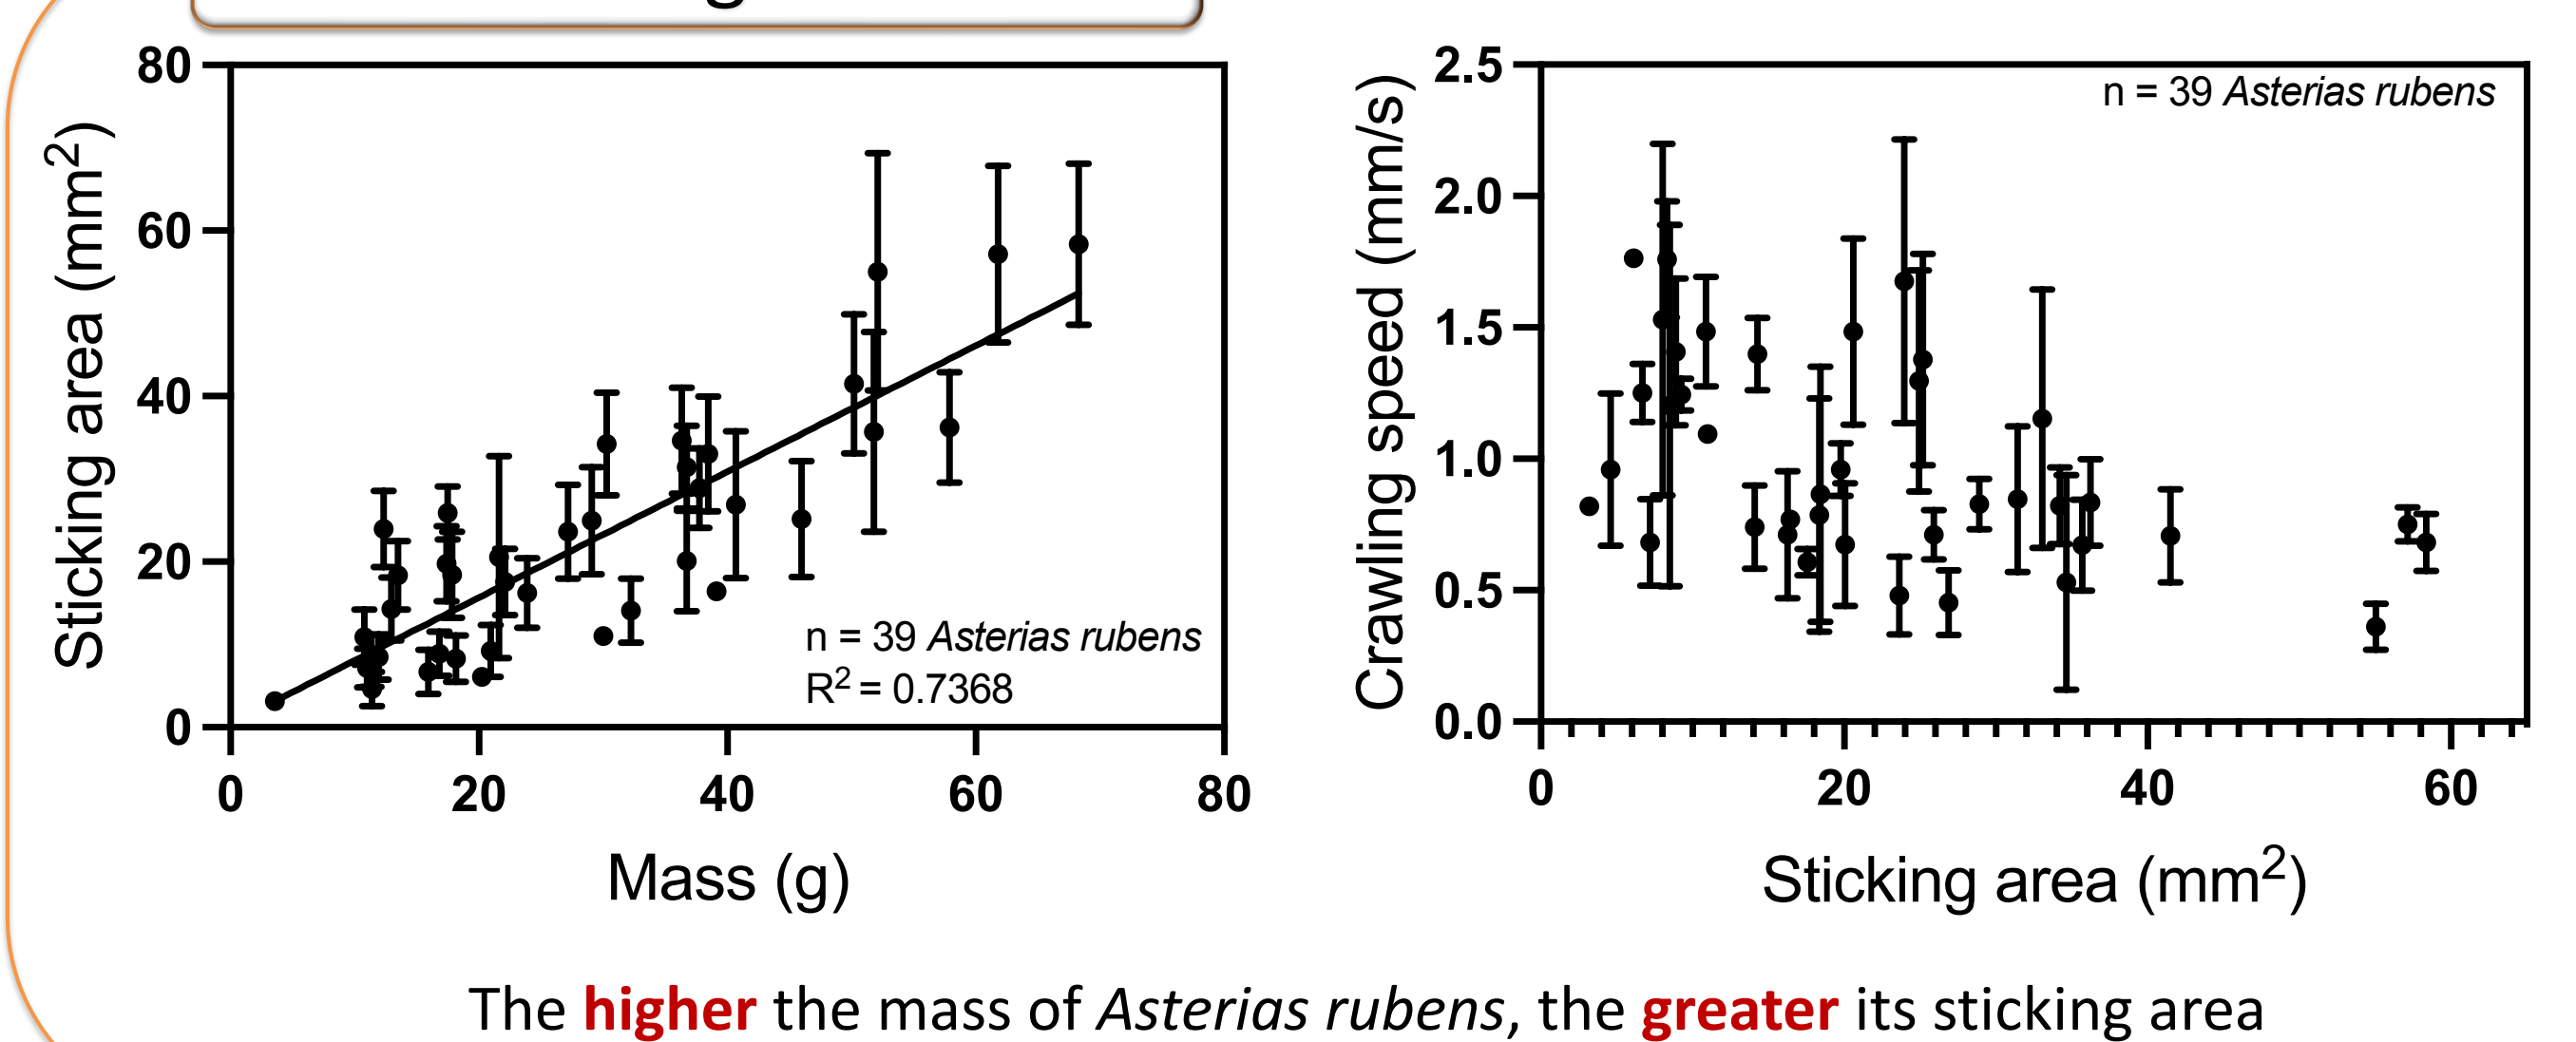 80
60
40
20
0
Sticking area (mm²)
n = 39 Asterias rubens
R² = 0.7368
0 20 40 60 80
Mass (g)
2.5
2.0
1.5
1.0
0.5
0.0
Crawling speed (mm/s)
n = 39 Asterias rubens
0 20 40 60
Sticking area (mm²)
The higher the mass of Asterias rubens, the greater its sticking area